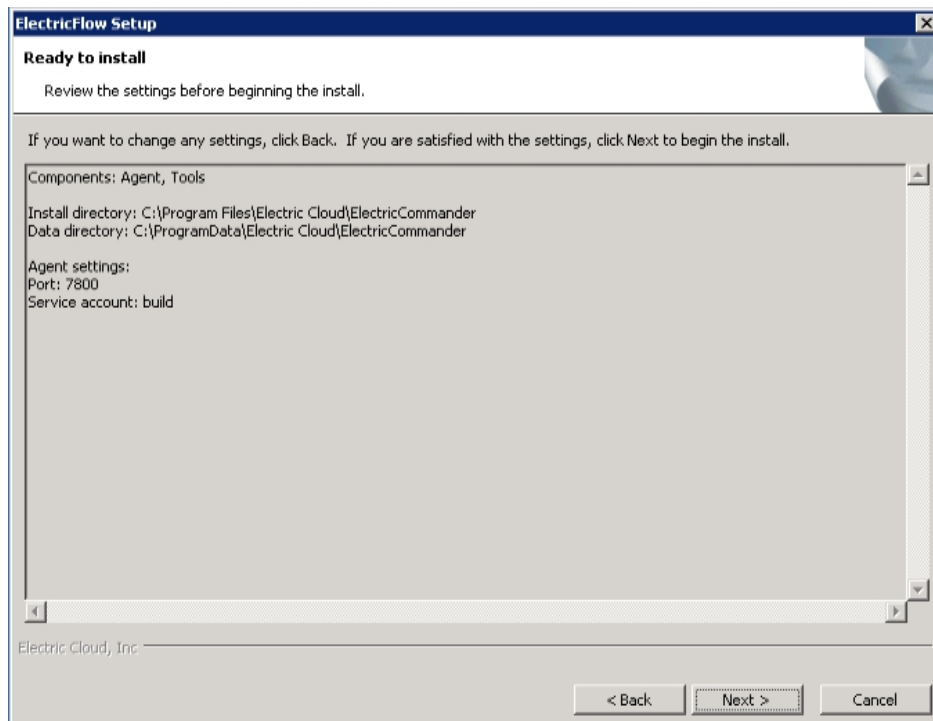 ElectricFlow Setup
Ready to install
Review the settings before beginning the install.
If you want to change any settings, click Back. If you are satisfied with the settings, click Next to begin the install.
Components: Agent, Tools
Install directory: C:\Program Files\Electric Cloud\ElectricCommander
Data directory: C:\ProgramData\Electric Cloud\ElectricCommander
Agent settings:
Port: 7800
Service account: build
Electric Cloud, Inc
< Back
Next >
Cancel